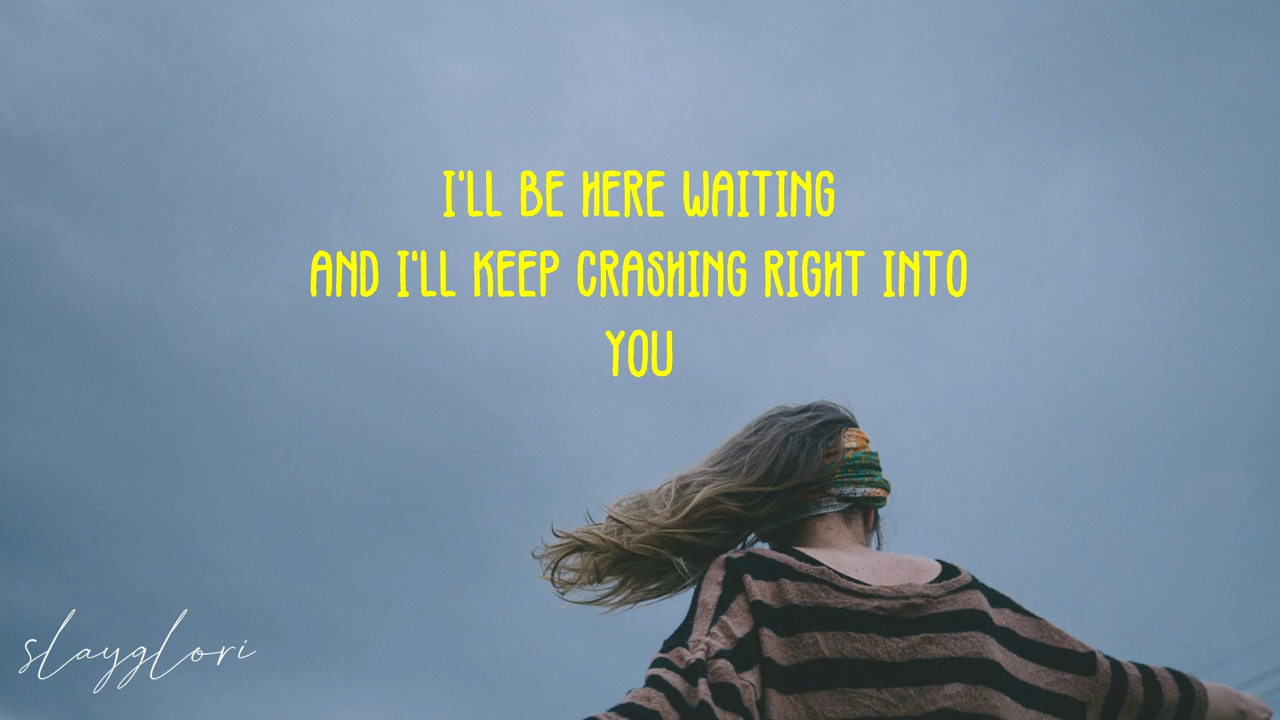 I'LL BE HERE WAITING
AND I'LL KEEP CRASHING RIGHT INTO
YOU
slayglori